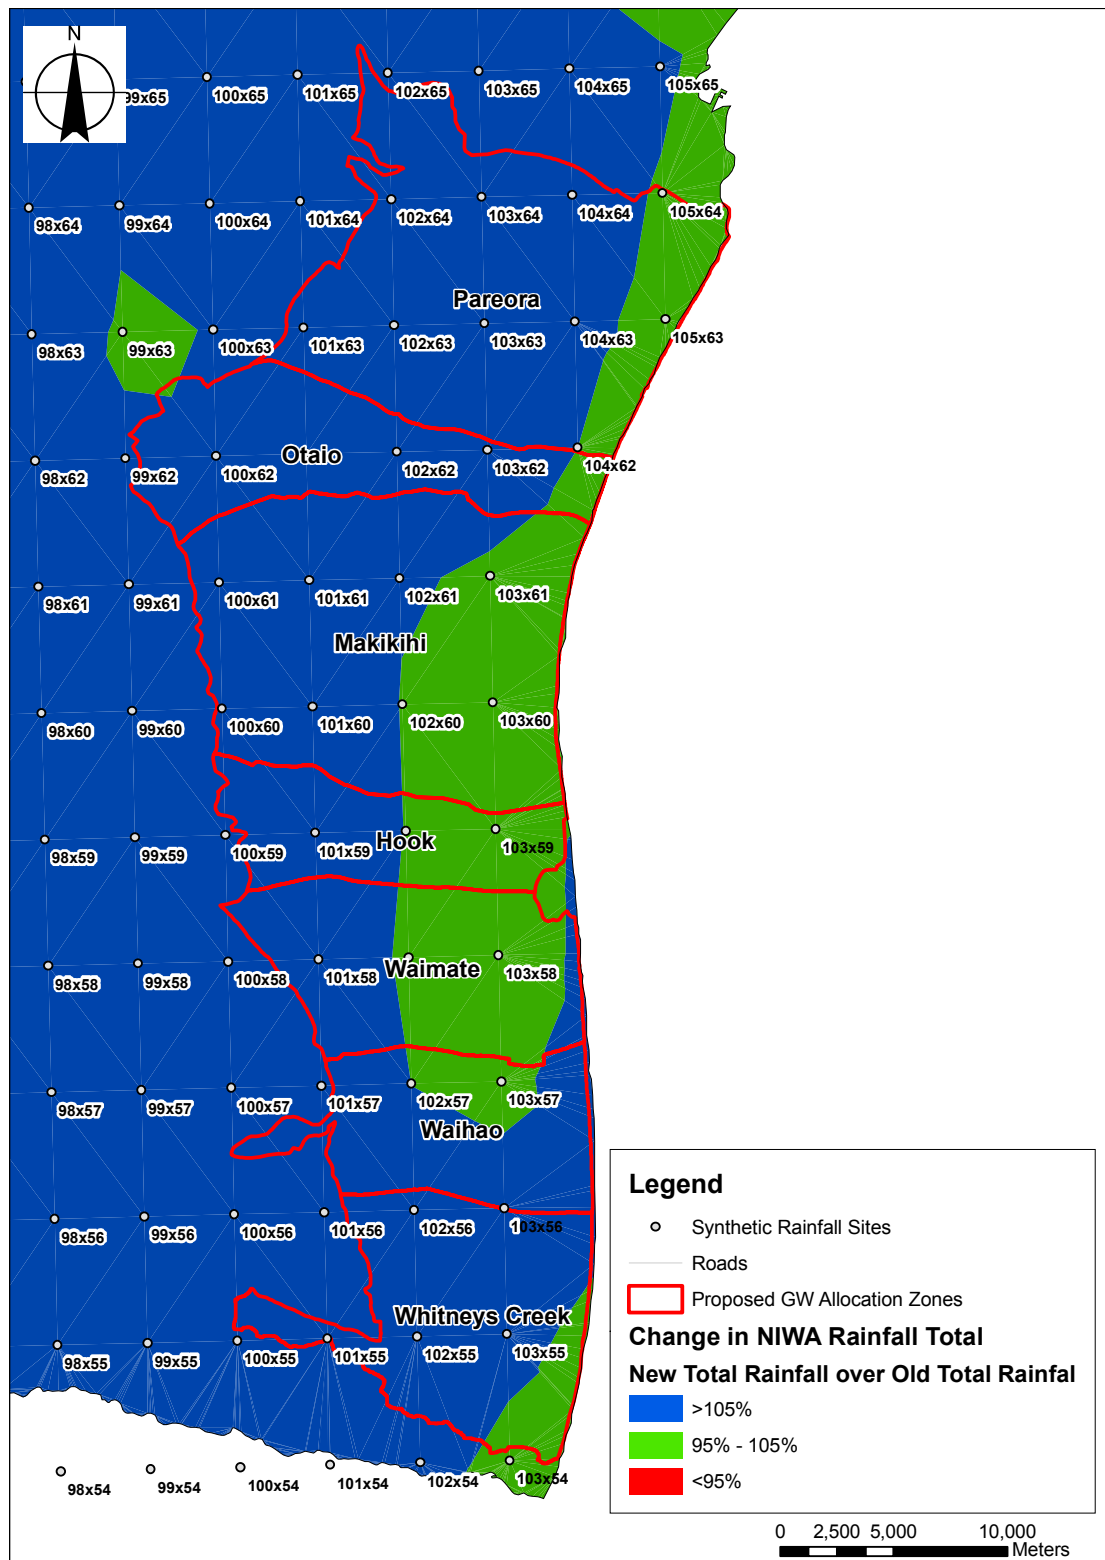 N
99x65
100x65
101x65
102x65
103x65
104x65
105x65
98x64
99x64
100x64
101x64
102x64
103x64
104x64
105x64
Pareora
98x63
99x63
100x63
101x63
102x63
103x63
104x63
105x63
Otaio
98x62
99x62
100x62
102x62
103x62
104x62
98x61
99x61
100x61
101x61
102x61
103x61
Makikihi
98x60
99x60
100x60
101x60
102x60
103x60
Hook
98x59
99x59
100x59
101x59
103x59
Waimate
98x58
99x58
100x58
101x58
103x58
98x57
99x57
100x57
101x57
102x57
103x57
Waihao
98x56
99x56
100x56
101x56
102x56
103x56
Whitneys Creek
98x55
99x55
100x55
101x55
102x55
103x55
98x54
99x54
100x54
101x54
102x54
103x54
Legend
Synthetic Rainfall Sites
Roads
Proposed GW Allocation Zones
Change in NIWA Rainfall Total
New Total Rainfall over Old Total Rainfal
>105%
95% - 105%
<95%
0 2,500 5,000 10,000
Meters